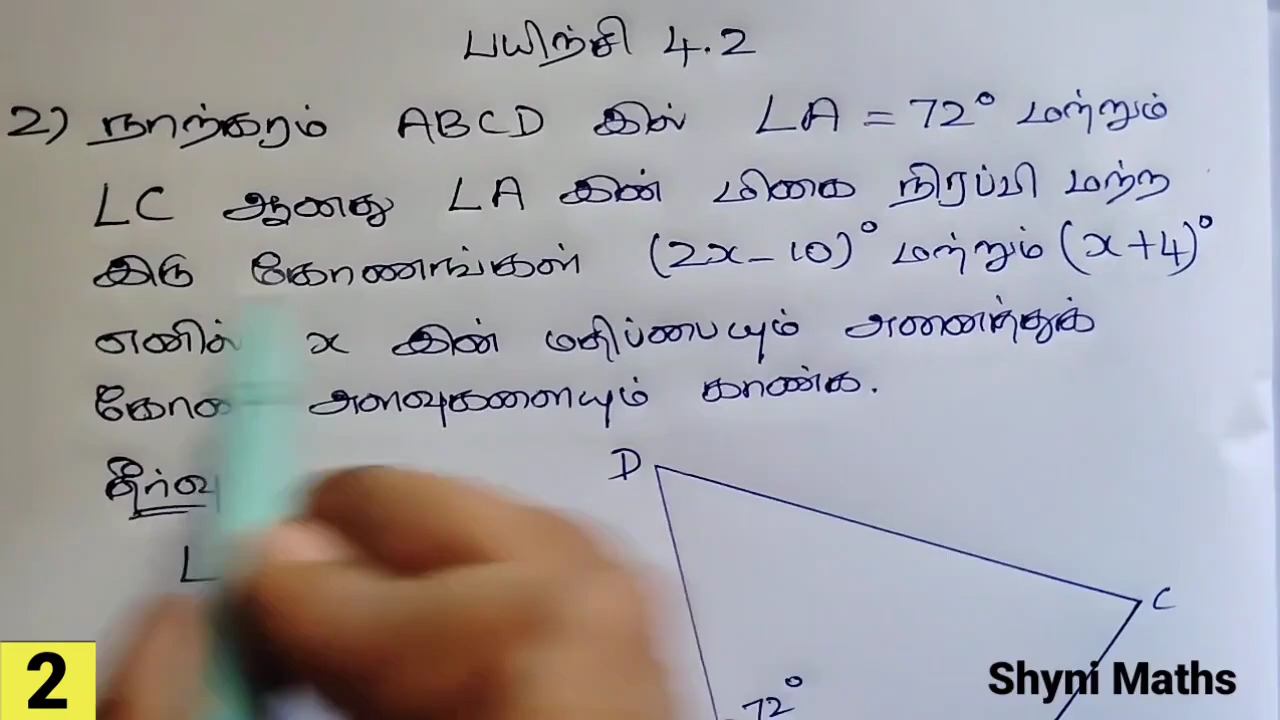 பயிற்சி 4.2
2) நாற்கரம் ABCD இல் ∠A = 72° மற்றும்
∠C ஆனது ∠A இன் மிகை நிரப்பி மற்ற
இரு கோணங்கள் (2x-10)° மற்றும் (x+4)°
எனில் x இன் மதிப்பையும் அனைத்துக்
அளவுகளையும் காண்க.
D
C
72°
Shyni Maths
2